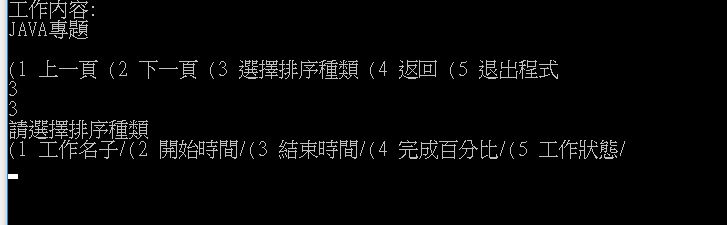 工作內容:
JAVA專題
(1 上一頁 (2 下一頁 (3 選擇排序種類 (4 返回 (5 退出程式
3
3
請選擇排序種類
(1 工作名子/(2 開始時間/(3 結束時間/(4 完成百分比/(5 工作狀態/